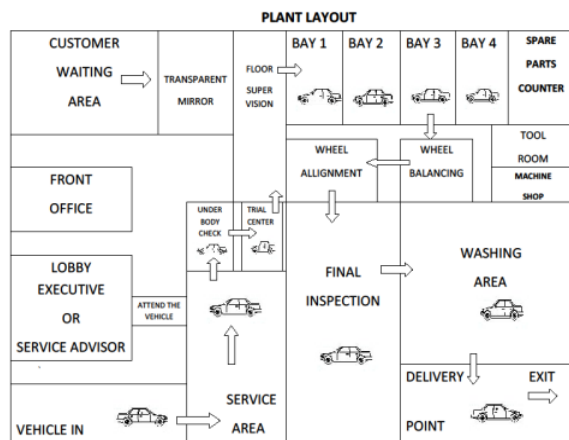 PLANT LAYOUT
CUSTOMER
WAITING
AREA
TRANSPARENT
MIRROR
FLOOR
SUPER
VISION
BAY 1
BAY 2
BAY 3
BAY 4
SPARE
PARTS
COUNTER
WHEEL
ALLIGNMENT
WHEEL
BALANCING
TOOL
ROOM
MACHINE
SHOP
FRONT
OFFICE
UNDER
BODY
CHECK
TRIAL
CENTER
LOBBY
EXECUTIVE
OR
SERVICE ADVISOR
ATTEND THE
VEHICLE
FINAL
INSPECTION
WASHING
AREA
VEHICLE IN
SERVICE
AREA
DELIVERY
POINT
EXIT